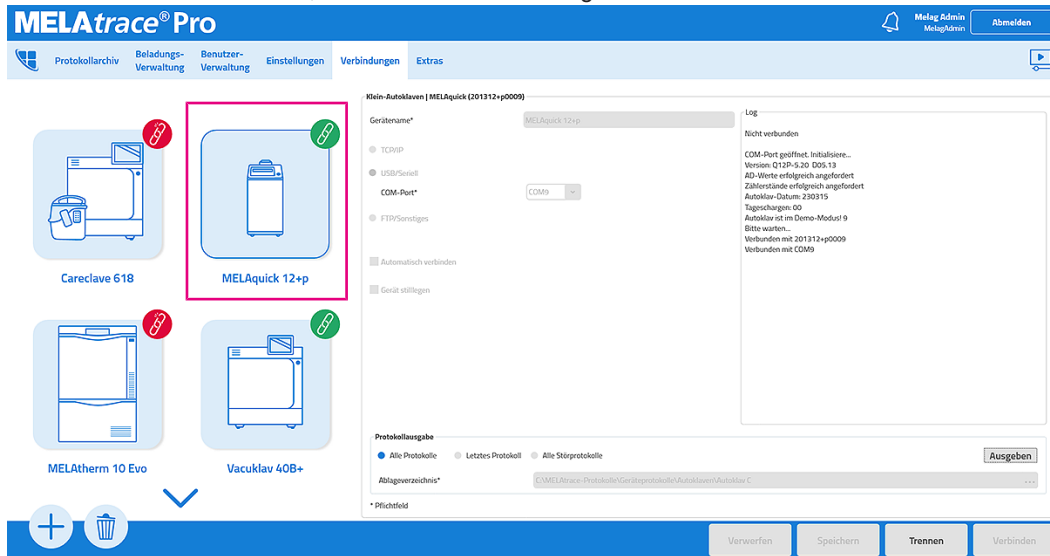 MELAtrace® Pro
Melag Admin
MelagAdmin
Abmelden
Protokollarchiv
Beladungs-
Verwaltung
Benutzer-
Verwaltung
Einstellungen
Verbindungen
Extras
Careclave 618
MELAquick 12+p
MELAtherm 10 Evo
Vacuklav 40B+
Klein-Autoklaven | MELAquick (201312+p0009)
Gerätename*
MELAquick 12+p
TCP/IP
USB/Seriell
COM-Port*
COM9
FTP/Sonstiges
Automatisch verbinden
Gerät stilllegen
Log
Nicht verbunden
COM-Port geöffnet. Initialisiere...
Version: Q12P-5.20 D05.13
AD-Werte erfolgreich angefordert
Zählerstände erfolgreich angefordert
Autoklav-Datum: 230315
Tageschargen: 00
Autoklav ist im Demo-Modus! 9
Bitte warten...
Verbunden mit 201312+p0009
Verbunden mit COM9
Protokollausgabe
Alle Protokolle
Letztes Protokoll
Alle Störprotokolle
Ausgeben
Ablageverzeichnis*
C:\MELAtrace-Protokolle\Geräteprotokolle\Autoklaven\Autoklav C
...
* Pflichtfeld
Verwerfen
Speichern
Trennen
Verbinden